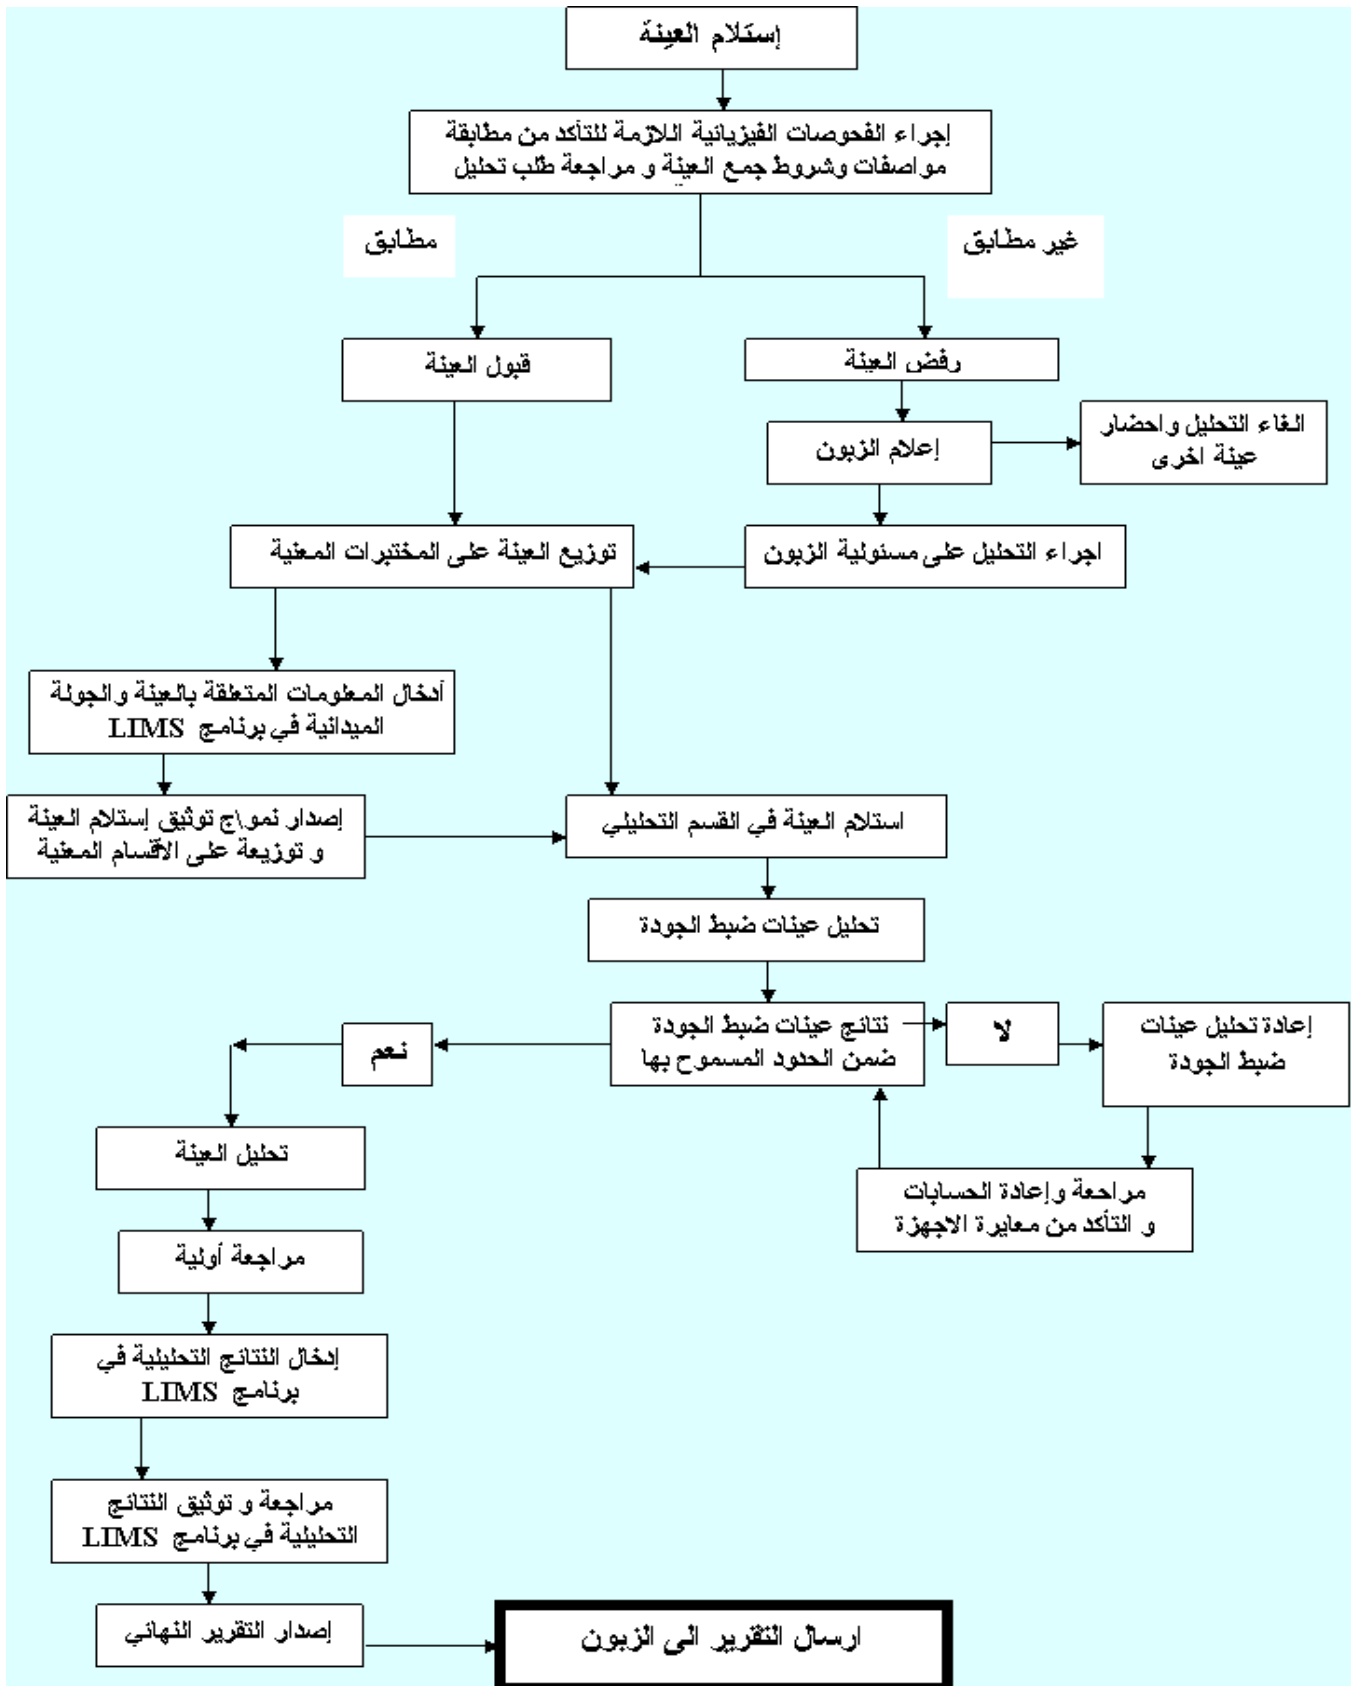 إستلام العينة
إجراء الفحوصات الفيزيائية اللازمة للتأكد من مطابقة
مواصفات وشروط جمع العينة و مراجعة طلب تحليل
غير مطابق
مطابق
رفض العينة
قبول العينة
إعلام الزبون
الغاء التحليل واحضار
عينة اخرى
اجراء التحليل على مسئولية الزبون
توزيع العينة على المختبرات المعنية
أدخال المعلومات المتعلقة بالعينة والجولة
الميدانية في برنامج LIMS
إصدار نمو\ج توثيق إستلام العينة
و توزيعة على الأقسام المعنية
استلام العينة في القسم التحليلي
تحليل عينات ضبط الجودة
نتائج عينات ضبط الجودة
ضمن الحدود المسموح بها
لا
نعم
إعادة تحليل عينات
ضبط الجودة
مراجعة وإعادة الحسابات
و التأكد من معايرة الاجهزة
تحليل العينة
مراجعة أولية
إدخال النتائج التحليلية في
برنامج LIMS
مراجعة و توثيق النتائج
التحليلية في برنامج LIMS
إصدار التقرير النهائي
ارسال التقرير الى الزبون